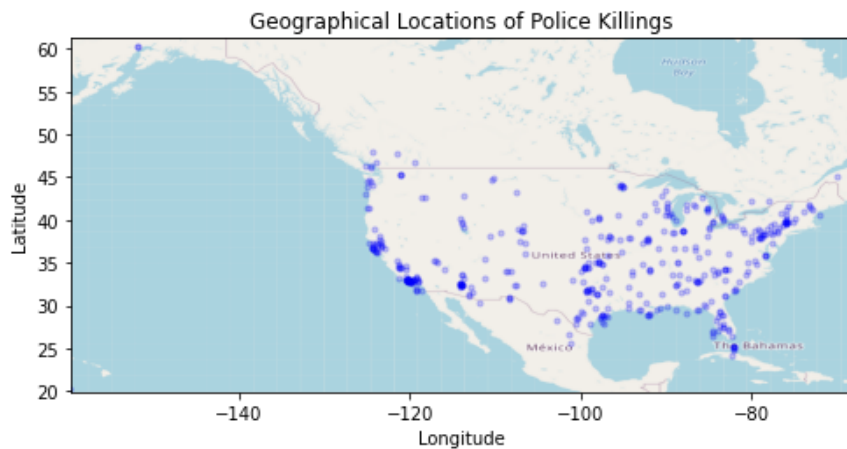 Geographical Locations of Police Killings
60
55
50
45
40
35
30
25
20
Latitude
Hudson
Bay
United States
México
The Bahamas
−140
−120
−100
−80
Longitude